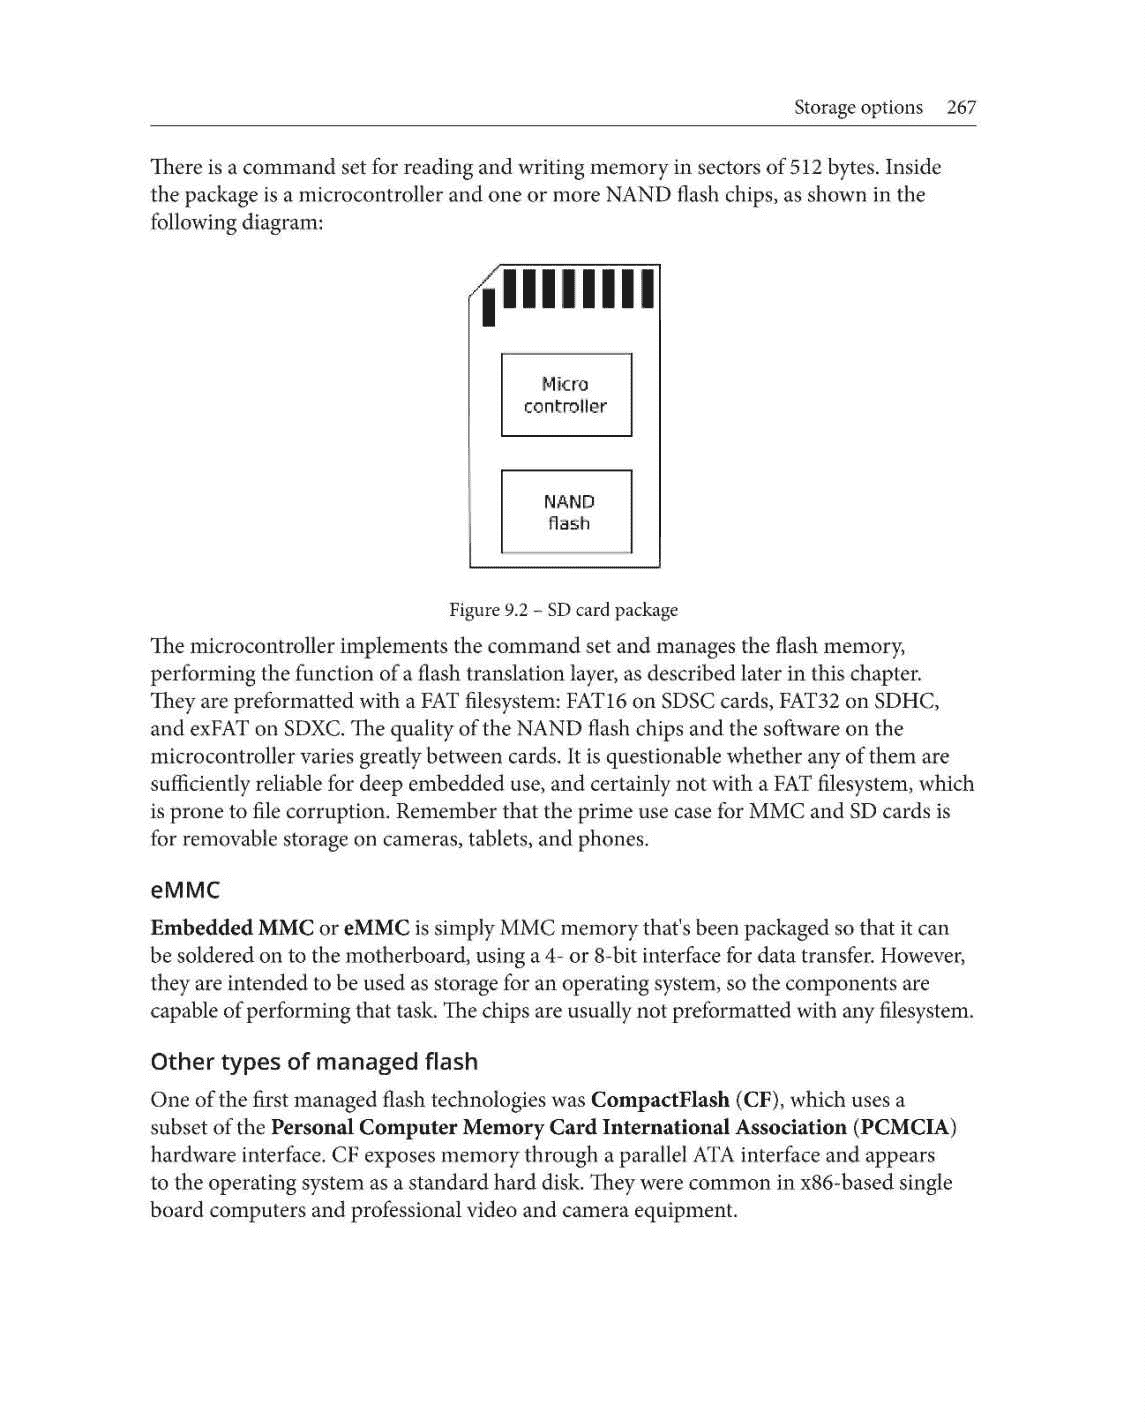 Storage options 267
There is a command set for reading and writing memory in sectors of 512 bytes. Inside
the package is a microcontroller and one or more NAND flash chips, as shown in the
following diagram:
Micro
controller
NAND
flash
Figure 9.2 – SD card package
The microcontroller implements the command set and manages the flash memory,
performing the function of a flash translation layer, as described later in this chapter.
They are preformatted with a FAT filesystem: FAT16 on SDSC cards, FAT32 on SDHC,
and exFAT on SDXC. The quality of the NAND flash chips and the software on the
microcontroller varies greatly between cards. It is questionable whether any of them are
sufficiently reliable for deep embedded use, and certainly not with a FAT filesystem, which
is prone to file corruption. Remember that the prime use case for MMC and SD cards is
for removable storage on cameras, tablets, and phones.
eMMC
Embedded MMC or eMMC is simply MMC memory that's been packaged so that it can
be soldered on to the motherboard, using a 4- or 8-bit interface for data transfer. However,
they are intended to be used as storage for an operating system, so the components are
capable of performing that task. The chips are usually not preformatted with any filesystem.
Other types of managed flash
One of the first managed flash technologies was CompactFlash (CF), which uses a
subset of the Personal Computer Memory Card International Association (PCMCIA)
hardware interface. CF exposes memory through a parallel ATA interface and appears
to the operating system as a standard hard disk. They were common in x86-based single
board computers and professional video and camera equipment.